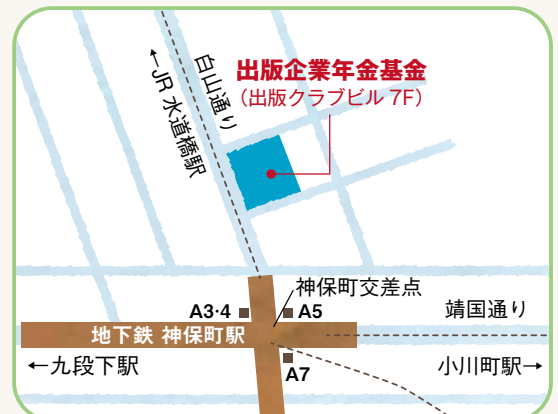 白山通り
←JR 水道橋駅
出版企業年金基金
（出版クラブビル 7F）
神保町交差点
A3·4
A5
靖国通り
地下鉄 神保町駅
←九段下駅
小川町駅→
A7